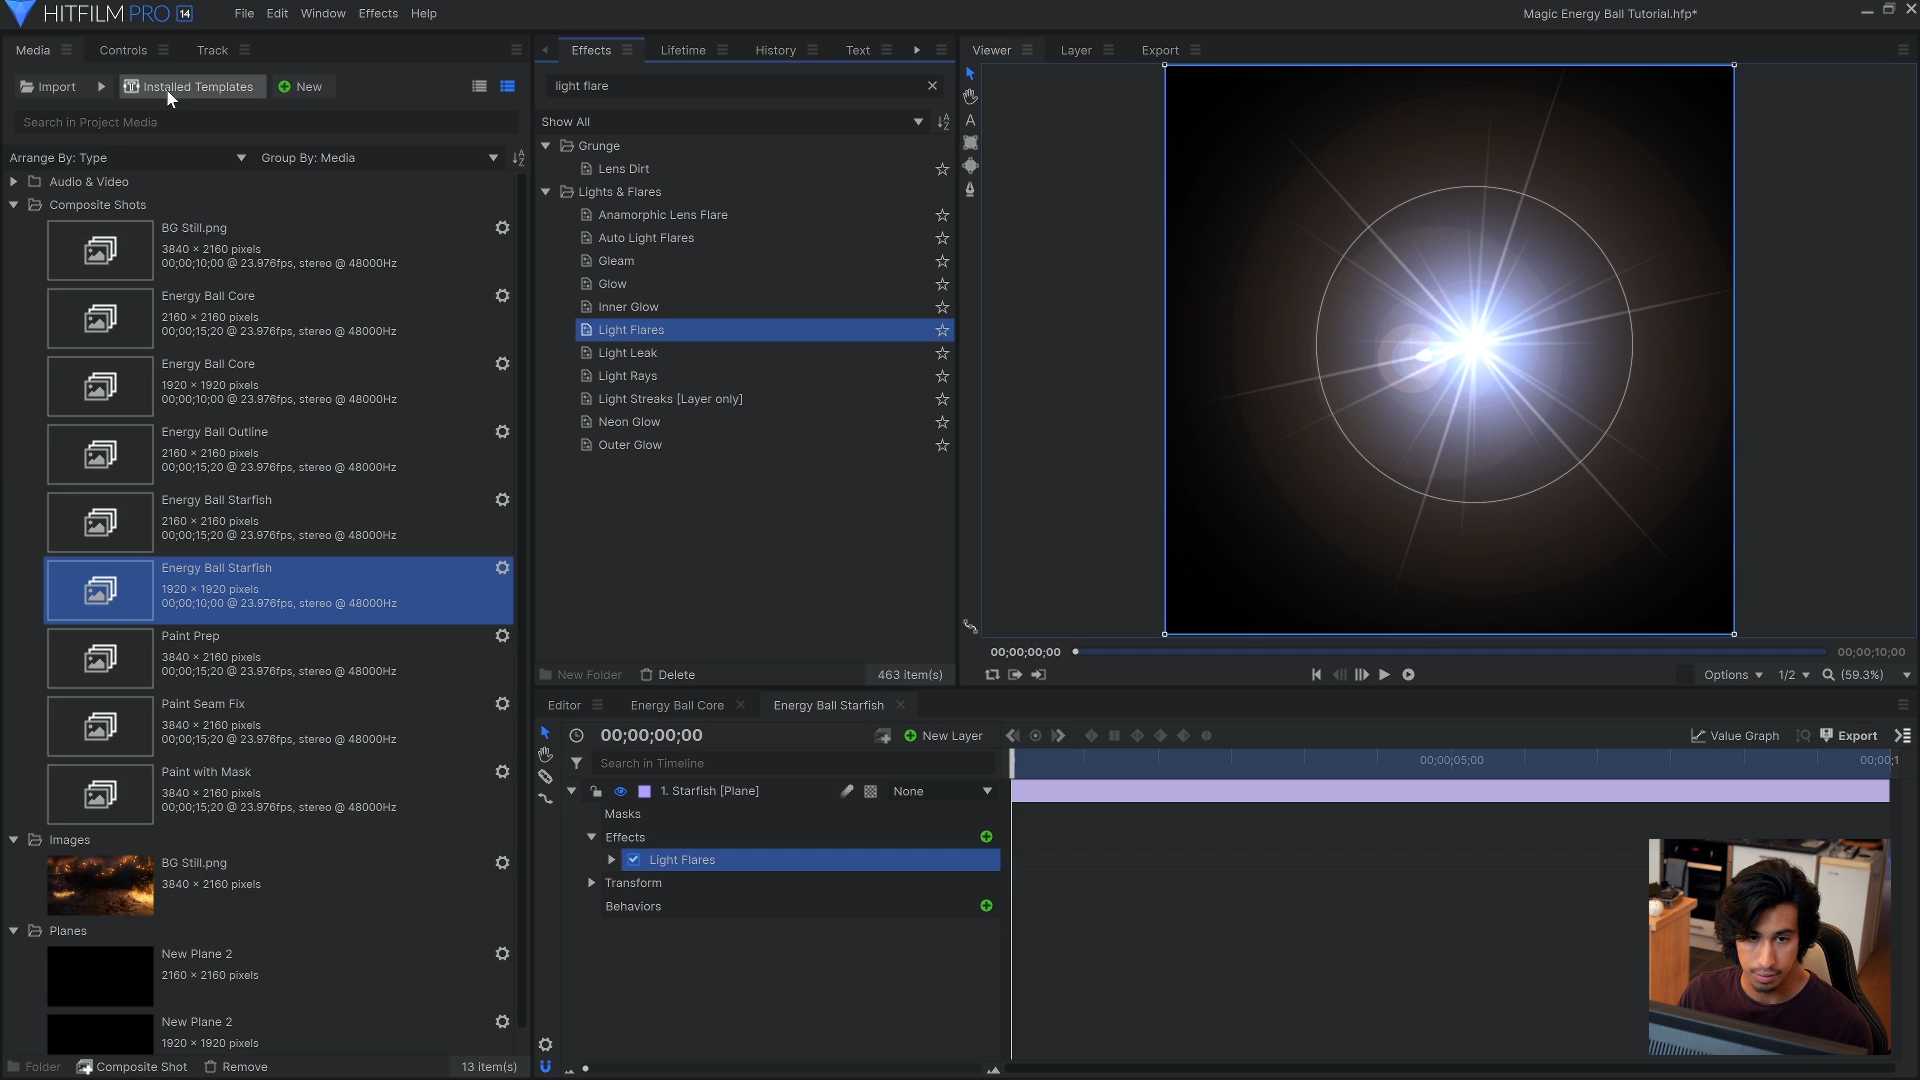 HITFILM PRO 14
File Edit Window Effects Help
Magic Energy Ball Tutorial.hfp*
Media Controls Track
Import Installed Templates New
Search in Project Media
Arrange By: Type Group By: Media
Audio & Video
Composite Shots
BG Still.png
3840 × 2160 pixels
00;00;10;00 @ 23.976fps, stereo @ 48000Hz
Energy Ball Core
2160 × 2160 pixels
00;00;15;20 @ 23.976fps, stereo @ 48000Hz
Energy Ball Core
1920 × 1920 pixels
00;00;10;00 @ 23.976fps, stereo @ 48000Hz
Energy Ball Outline
2160 × 2160 pixels
00;00;15;20 @ 23.976fps, stereo @ 48000Hz
Energy Ball Starfish
2160 × 2160 pixels
00;00;15;20 @ 23.976fps, stereo @ 48000Hz
Energy Ball Starfish
1920 × 1920 pixels
00;00;10;00 @ 23.976fps, stereo @ 48000Hz
Paint Prep
3840 × 2160 pixels
00;00;15;20 @ 23.976fps, stereo @ 48000Hz
Paint Seam Fix
3840 × 2160 pixels
00;00;15;20 @ 23.976fps, stereo @ 48000Hz
Paint with Mask
3840 × 2160 pixels
00;00;15;20 @ 23.976fps, stereo @ 48000Hz
Images
BG Still.png
3840 × 2160 pixels
Planes
New Plane 2
2160 × 2160 pixels
New Plane 2
1920 × 1920 pixels
Folder Composite Shot Remove 13 item(s)
Effects Lifetime History Text
light flare
Show All
Grunge
Lens Dirt
Lights & Flares
Anamorphic Lens Flare
Auto Light Flares
Gleam
Glow
Inner Glow
Light Flares
Light Leak
Light Rays
Light Streaks [Layer only]
Neon Glow
Outer Glow
New Folder Delete 463 item(s)
Viewer Layer Export
A
00;00;00;00 00;00;10;00
Options 1/2 (59.3%)
Editor Energy Ball Core Energy Ball Starfish
00;00;00;00 New Layer Value Graph Export
Search in Timeline 00;00;05;00 00;00;1
1. Starfish [Plane] None
Masks
Effects
Light Flares
Transform
Behaviors